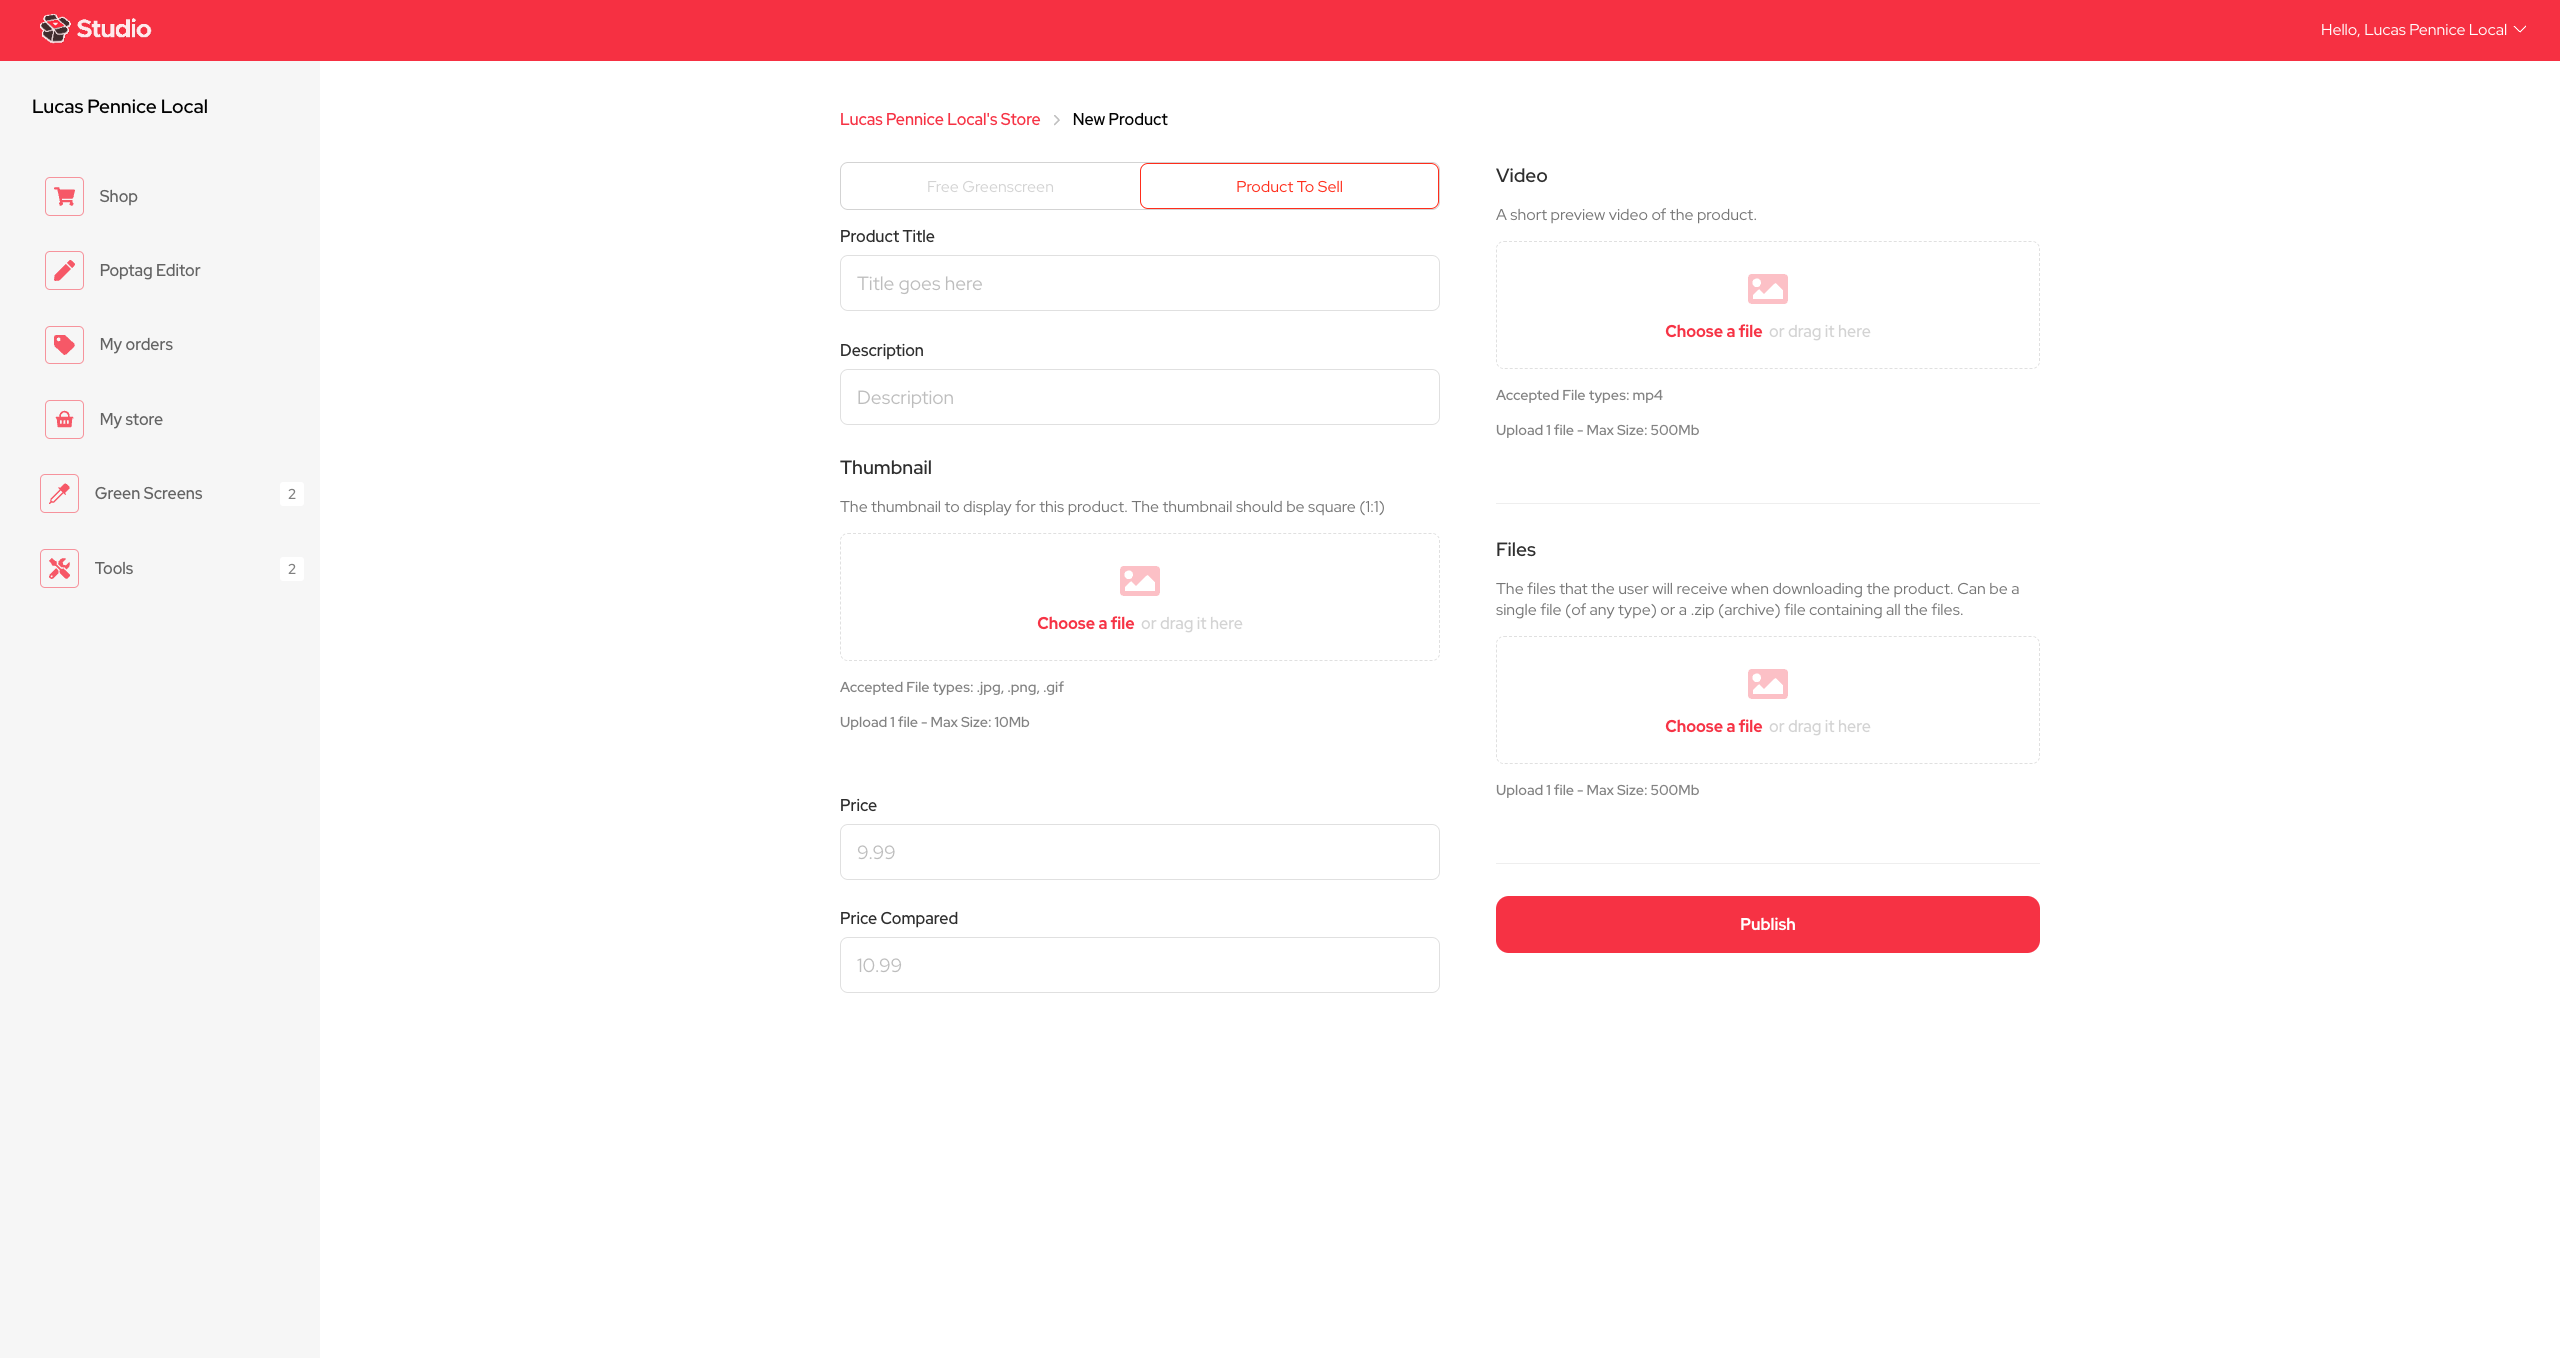 Studio
Hello, Lucas Pennice Local
Lucas Pennice Local
Shop
Poptag Editor
My orders
My store
Green Screens 2
Tools 2
Lucas Pennice Local's Store > New Product
Free Greenscreen
Product To Sell
Product Title
Title goes here
Description
Description
Thumbnail
The thumbnail to display for this product. The thumbnail should be square (1:1)
Choose a file or drag it here
Accepted File types: .jpg, .png, .gif
Upload 1 file - Max Size: 10Mb
Price
9.99
Price Compared
10.99
Video
A short preview video of the product.
Choose a file or drag it here
Accepted File types: mp4
Upload 1 file - Max Size: 500Mb
Files
The files that the user will receive when downloading the product. Can be a
single file (of any type) or a .zip (archive) file containing all the files.
Choose a file or drag it here
Upload 1 file - Max Size: 500Mb
Publish